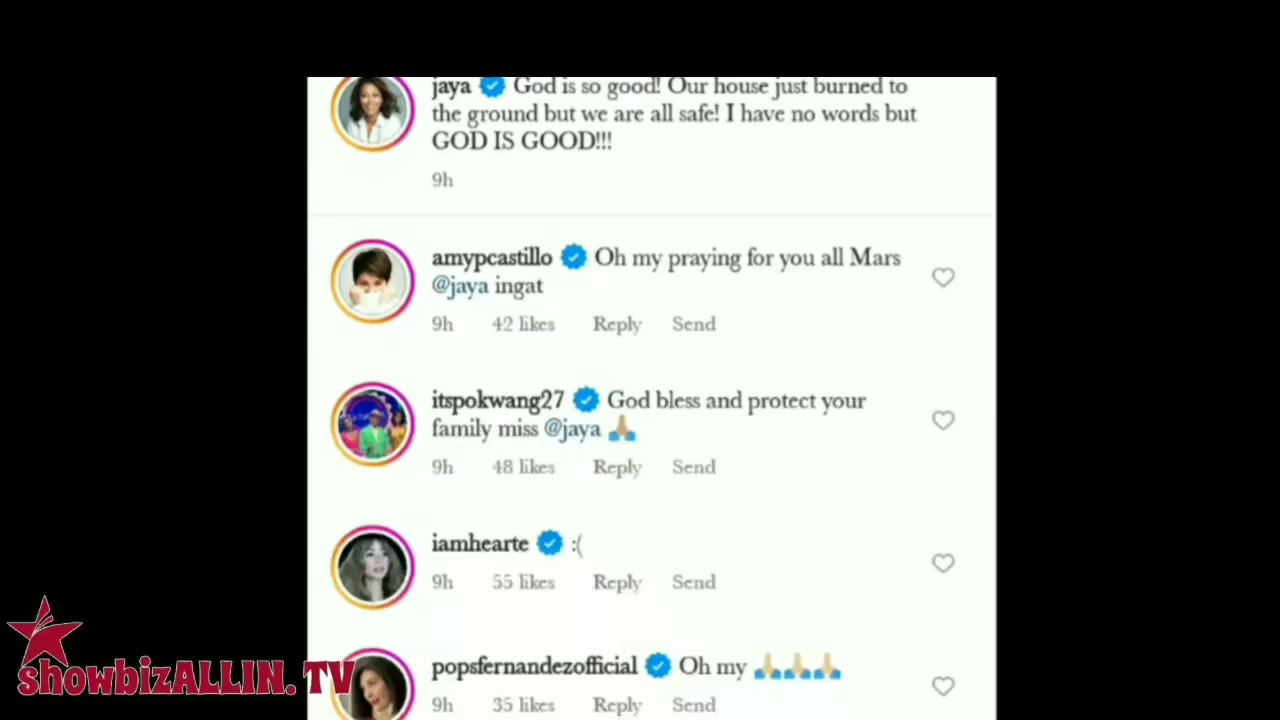 jaya God is so good! Our house just burned to
the ground but we are all safe! I have no words but
GOD IS GOOD!!!
9h
amypcastillo Oh my praying for you all Mars
@jaya ingat
9h 42 likes Reply Send
itspokwang27 God bless and protect your
family miss @jaya 🙏🏼
9h 48 likes Reply Send
iamhearte :(
9h 55 likes Reply Send
popsfernandezofficial Oh my 🙏🏼🙏🏼🙏🏼
9h 35 likes Reply Send
showbizALLIN.TV